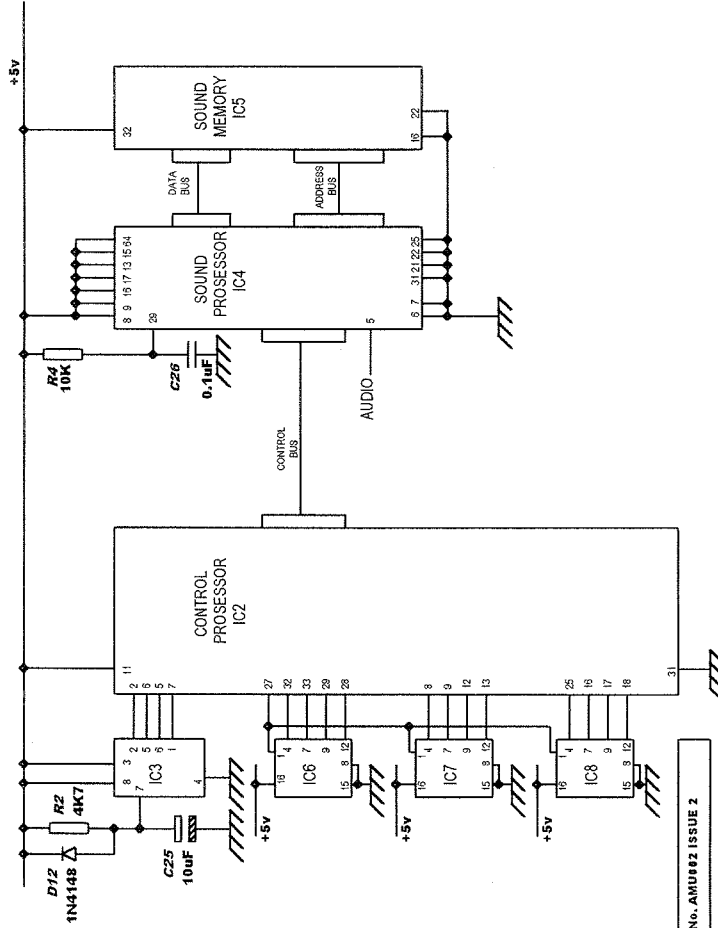 +5v
32
SOUND
MEMORY
IC5
16 22
DATA
BUS
ADDRESS
BUS
8 9 16 17 13 15 64
29
SOUND
PROSESSOR
IC4
5
6 7 31 21 22 25
R4
10K
C26
0.1uF
AUDIO
CONTROL
BUS
11
CONTROL
PROSESSOR
IC2
2
6
5
7
27
32
33
29
28
8
9
12
13
25
16
17
18
31
8 3
7
2
5
6
1
IC3
4
R2
4K7
D12
1N4148
C25
10uF
16
1
4
7
9
12
IC6
15 8
+5v
16
1
4
7
9
12
IC7
15 8
+5v
16
1
4
7
9
12
IC8
15 8
+5v
No. AMU862 ISSUE 2